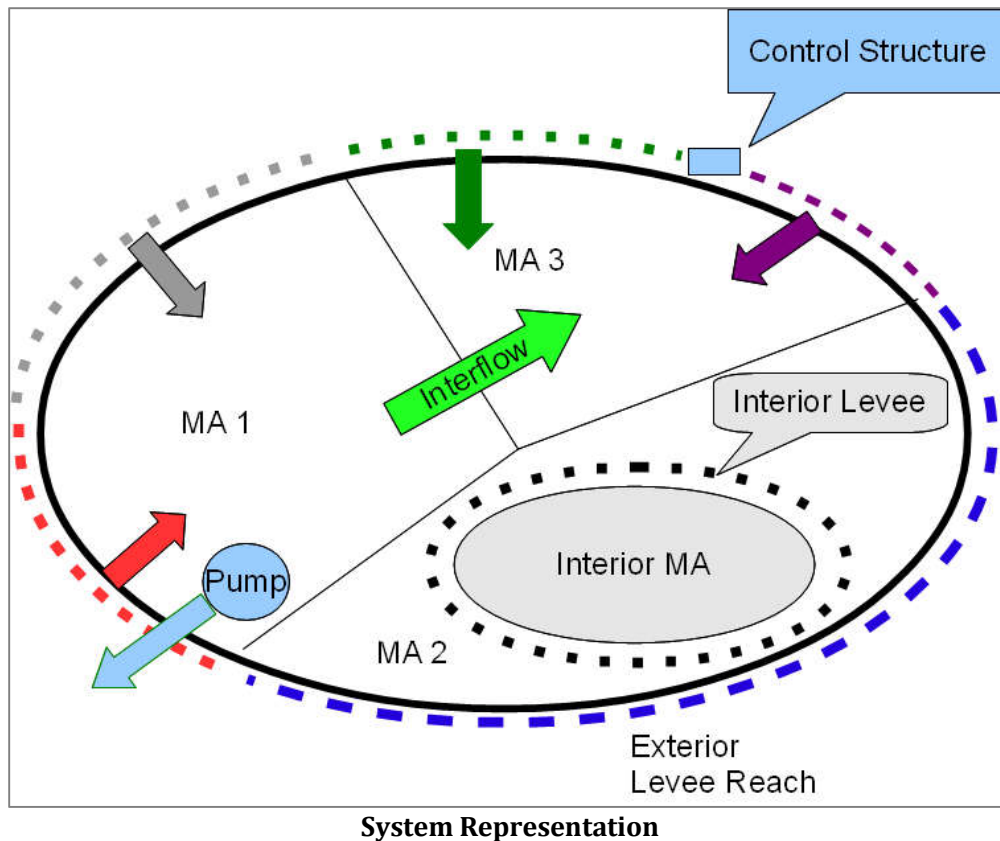 Control Structure
MA 3
Interflow
MA 1
Interior Levee
Pump
Interior MA
MA 2
Exterior
Levee Reach
System Representation